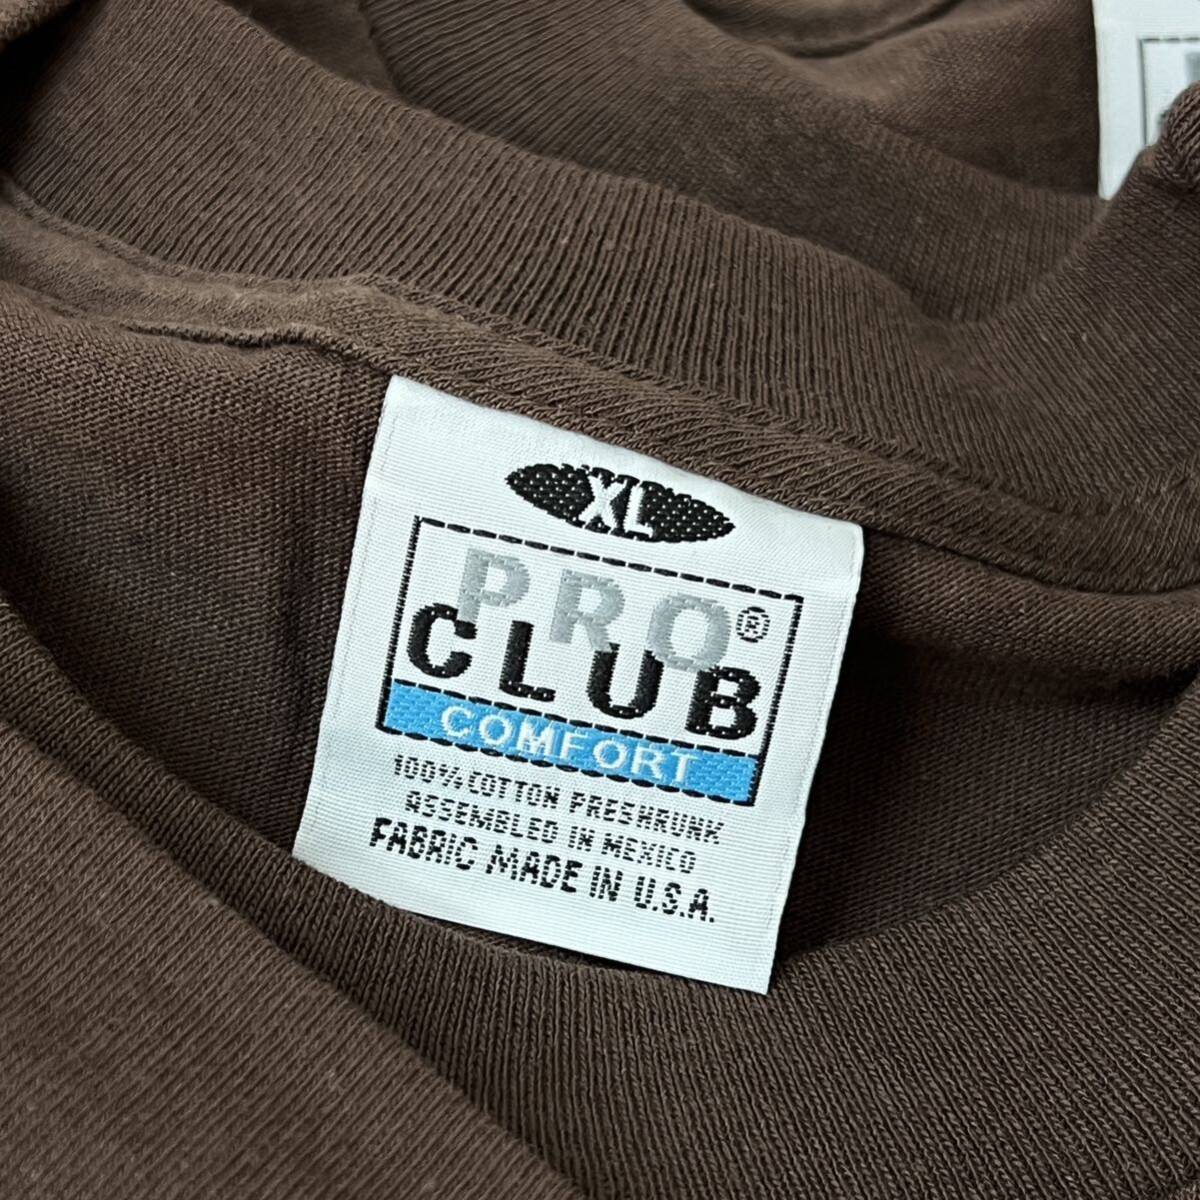 XL
PRO®
CLUB
COMFORT
100% COTTON PRESHRUNK
ASSEMBLED IN MEXICO
FABRIC MADE IN U.S.A.